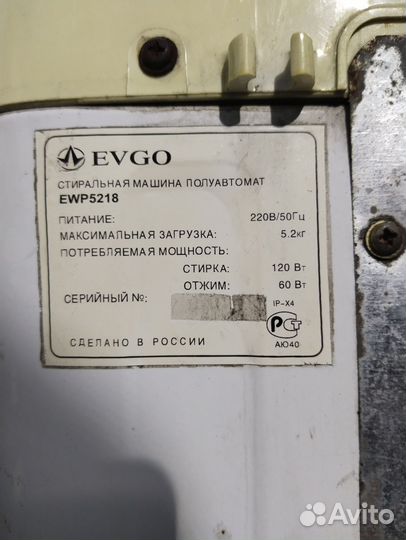 EVGO
СТИРАЛЬНАЯ МАШИНА ПОЛУАВТОМАТ
EWP5218
ПИТАНИЕ: 220В/50Гц
МАКСИМАЛЬНАЯ ЗАГРУЗКА: 5.2кг
ПОТРЕБЛЯЕМАЯ МОЩНОСТЬ:
СТИРКА: 120 Вт
ОТЖИМ: 60 Вт
СЕРИЙНЫЙ №:
IP-X4
РСТ
СДЕЛАНО В РОССИИ
АЮ40
Avito